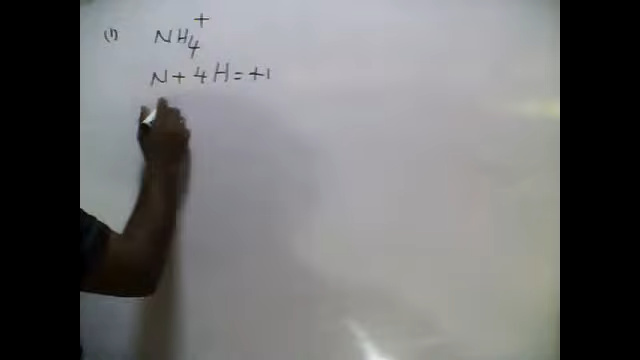 (1) NH₄⁺
N + 4H = +1